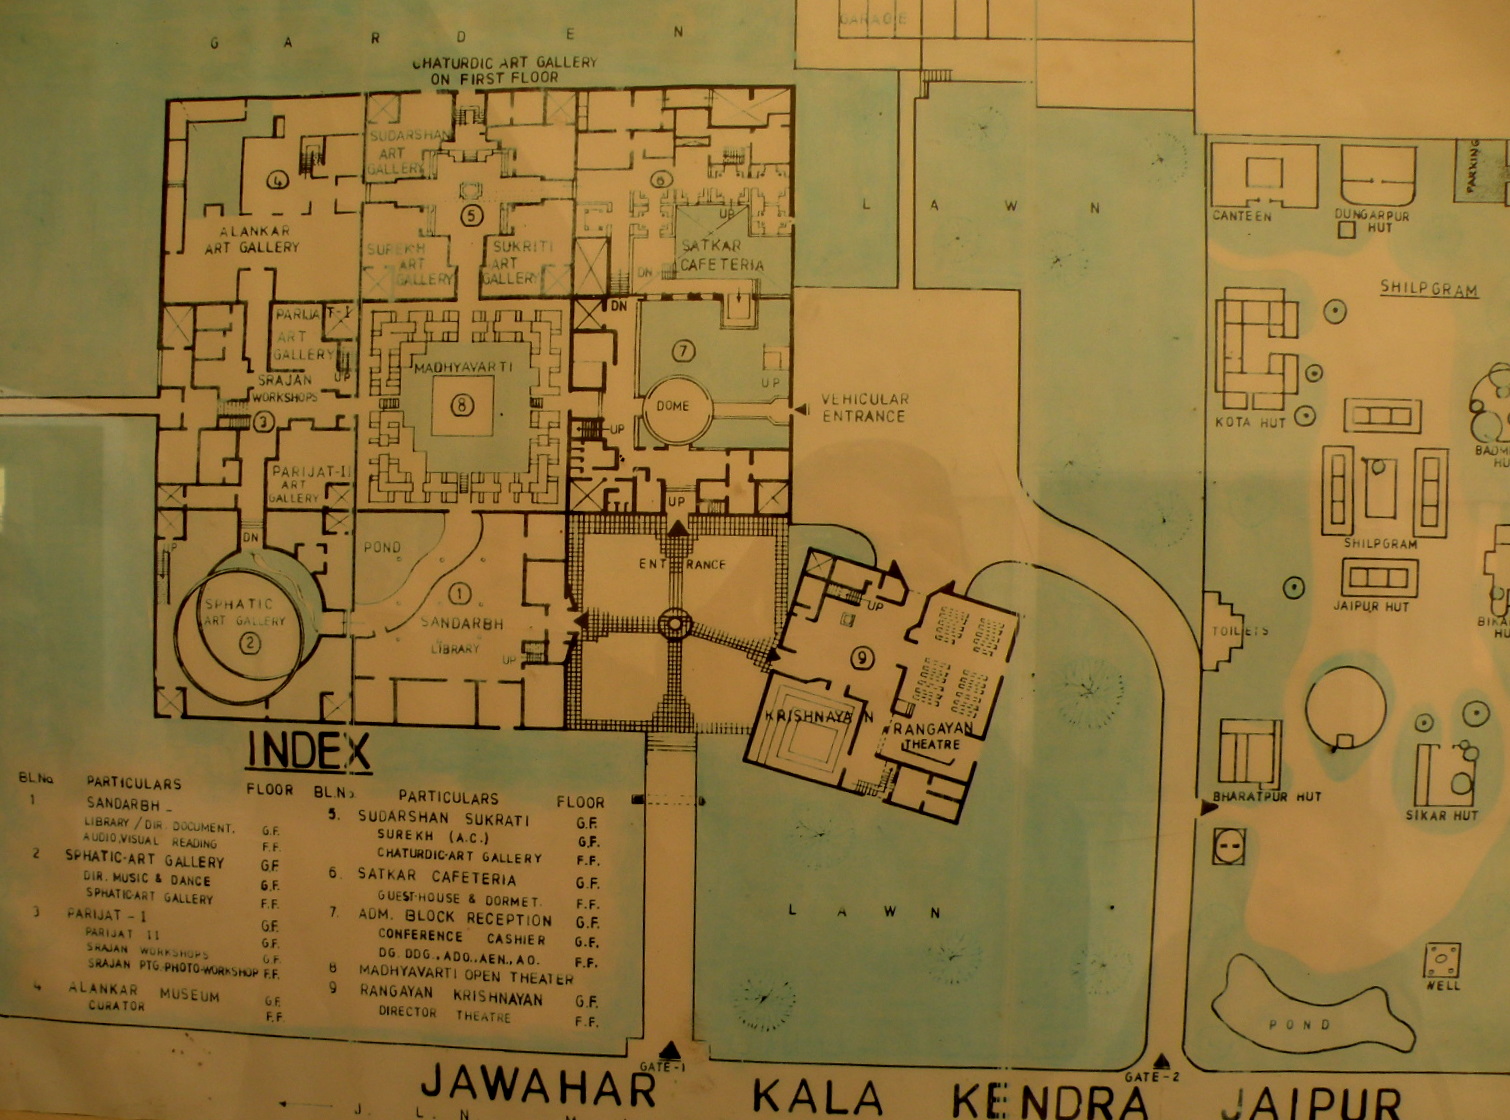 G A R D E N
CHATURDIC ART GALLERY
ON FIRST FLOOR
GARAGE
SUDARSHAN
ART
GALLERY
4
ALANKAR
ART GALLERY
5
SUREKH
ART
GALLERY
SUKRITI
ART
GALLERY
6
UP
SATKAR
CAFETERIA
DN
L A W N
CANTEEN
DUNGARPUR
HUT
PARKING
SHILPGRAM
PARIJAT-I
ART
GALLERY
UP
SRAJAN
WORKSHOPS
3
PARIJAT-II
ART
GALLERY
MADHYAVARTI
8
DN
7
UP
DOME
UP
UP
VEHICULAR
ENTRANCE
KOTA HUT
SHILPGRAM
JAIPUR HUT
TOILETS
DN
UP
SPHATIC
ART GALLERY
2
POND
1
SANDARBH
LIBRARY
UP
ENTRANCE
UP
9
KRISHNAYAN
RANGAYAN
THEATRE
BHARATPUR HUT
SIKAR HUT
WELL
POND
L A W N
INDEX
BL.No PARTICULARS FLOOR
1 SANDARBH
LIBRARY / DIR. DOCUMENT. G.F.
AUDIO,VISUAL READING F.F.
2 SPHATIC-ART GALLERY G.F.
DIR. MUSIC & DANCE G.F.
SPHATIC-ART GALLERY F.F.
3 PARIJAT - I G.F.
PARIJAT II G.F.
SRAJAN WORKSHOPS G.F.
SRAJAN PTG.PHOTO-WORKSHOP F.F.
4 ALANKAR MUSEUM G.F.
CURATOR F.F.
BL.No. PARTICULARS FLOOR
5. SUDARSHAN SUKRATI G.F.
SUREKH (A.C.) G.F.
CHATURDIC-ART GALLERY F.F.
6. SATKAR CAFETERIA G.F.
GUEST-HOUSE & DORMET. F.F.
7. ADM. BLOCK RECEPTION G.F.
CONFERENCE CASHIER G.F.
DG. DDG., ADO., AEN., AO. F.F.
8 MADHYAVARTI OPEN THEATER
9 RANGAYAN KRISHNAYAN G.F.
DIRECTOR THEATRE F.F.
GATE-1
GATE-2
JAWAHAR KALA KENDRA JAIPUR
J. L. N. M